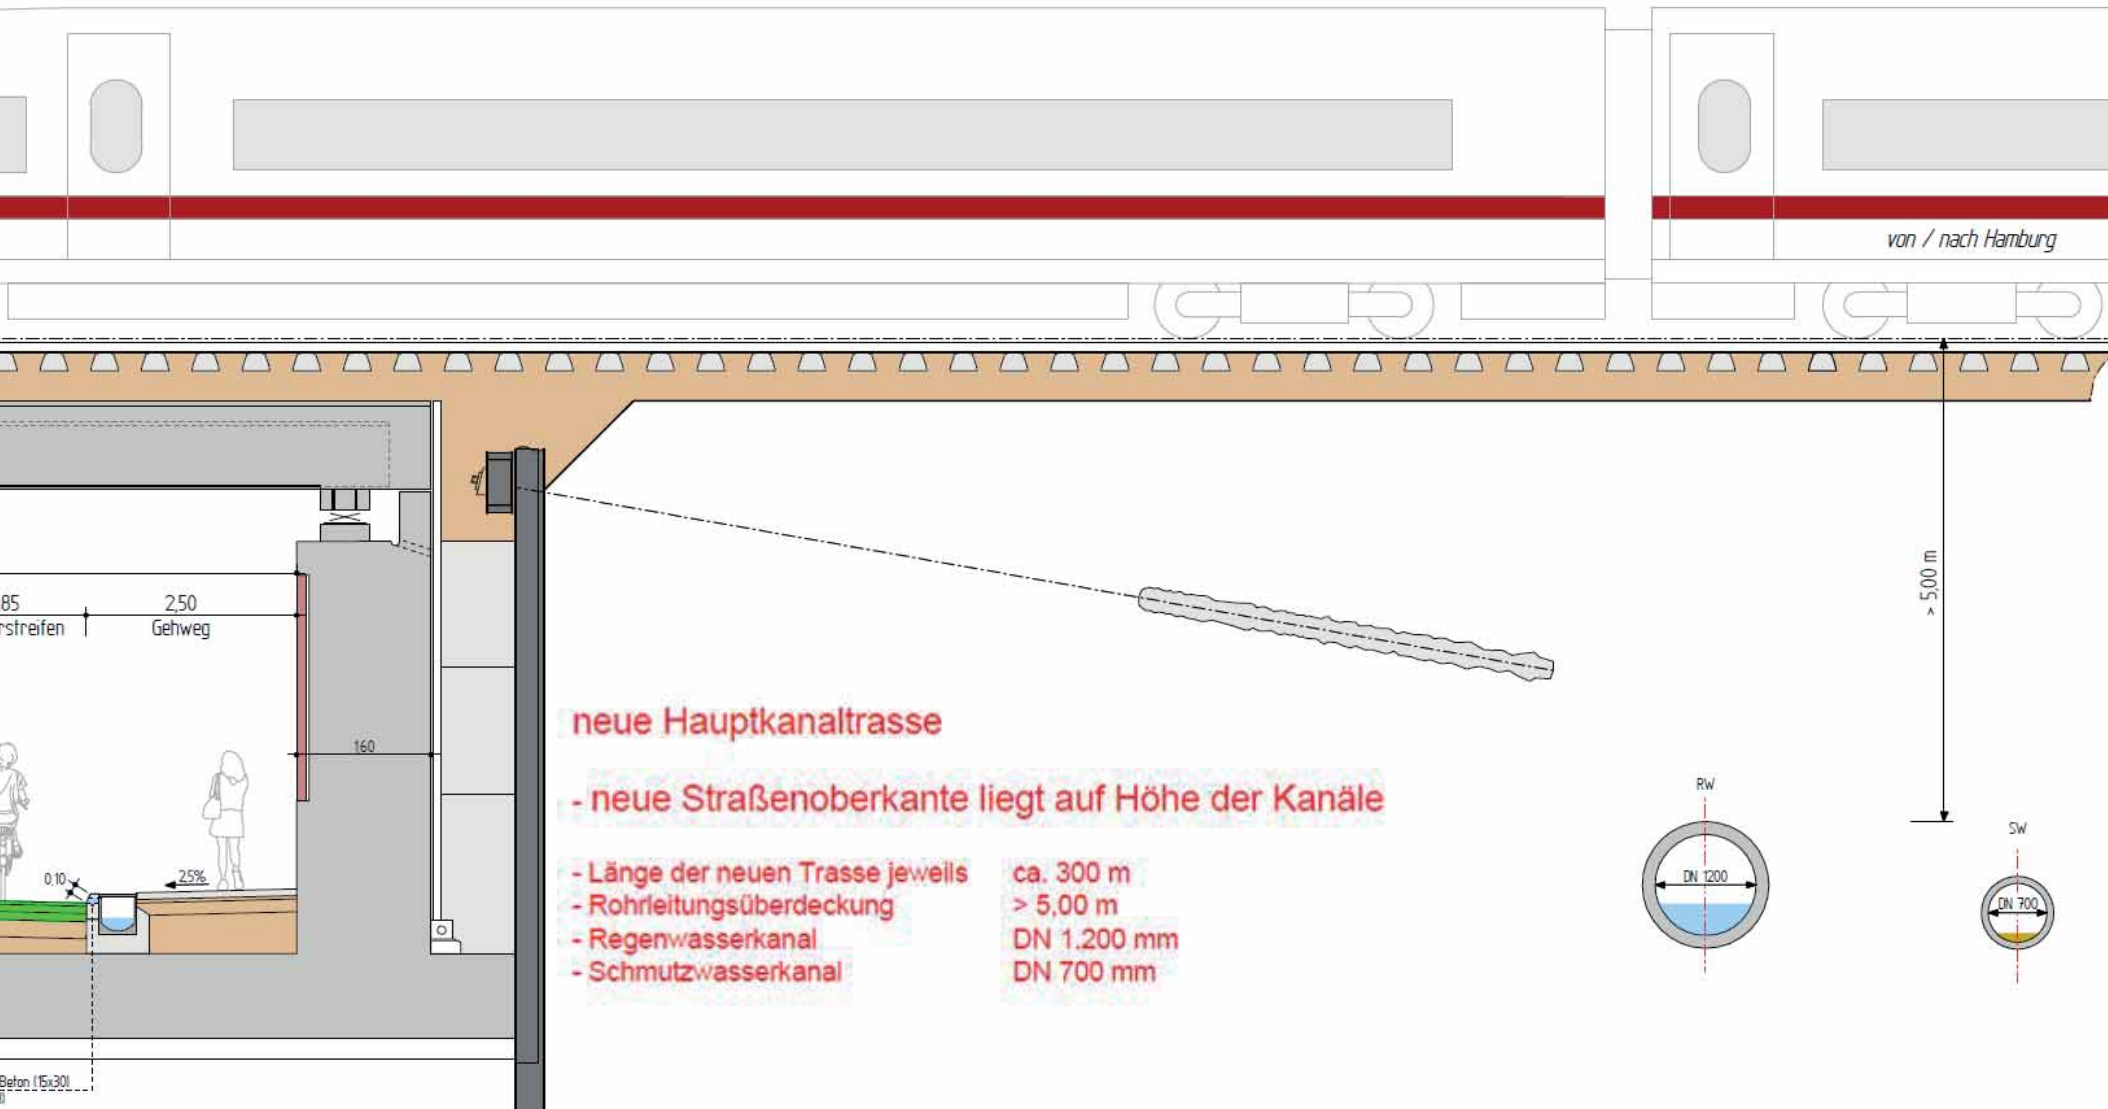 von / nach Hamburg
> 5,00 m
85
2,50
rstreifen
Gehweg
neue Hauptkanaltrasse
160
RW
- neue Straßenoberkante liegt auf Höhe der Kanäle
SW
0,10
2,5%
- Länge der neuen Trasse jeweils ca. 300 m
DN 1200
- Rohrleitungsüberdeckung > 5,00 m
DN 700
- Regenwasserkanal DN 1.200 mm
- Schmutzwasserkanal DN 700 mm
Beton (15x30)